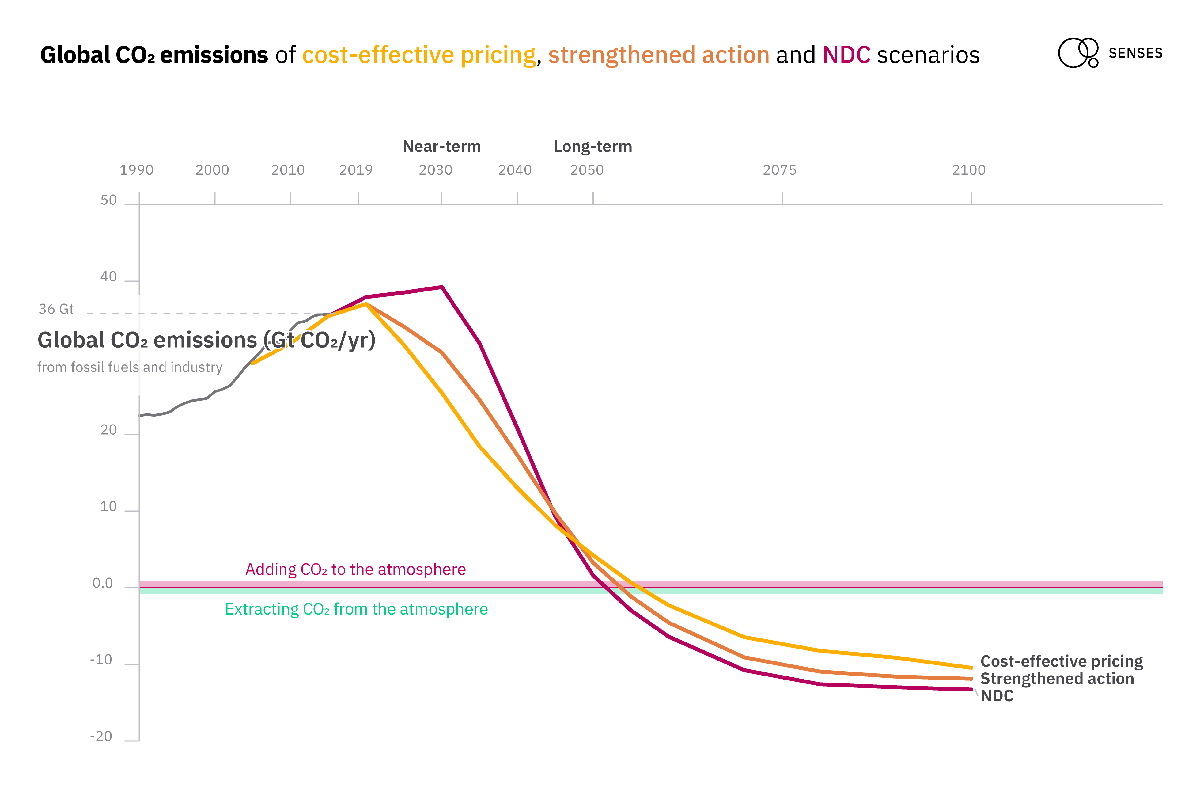 Global CO₂ emissions of cost-effective pricing, strengthened action and NDC scenarios
SENSES
Near-term Long-term
1990 2000 2010 2019 2030 2040 2050 2075 2100
50
40
36 Gt
Global CO₂ emissions (Gt CO₂/yr)
from fossil fuels and industry
20
10
Adding CO₂ to the atmosphere
0.0
Extracting CO₂ from the atmosphere
-10
Cost-effective pricing
Strengthened action
NDC
-20